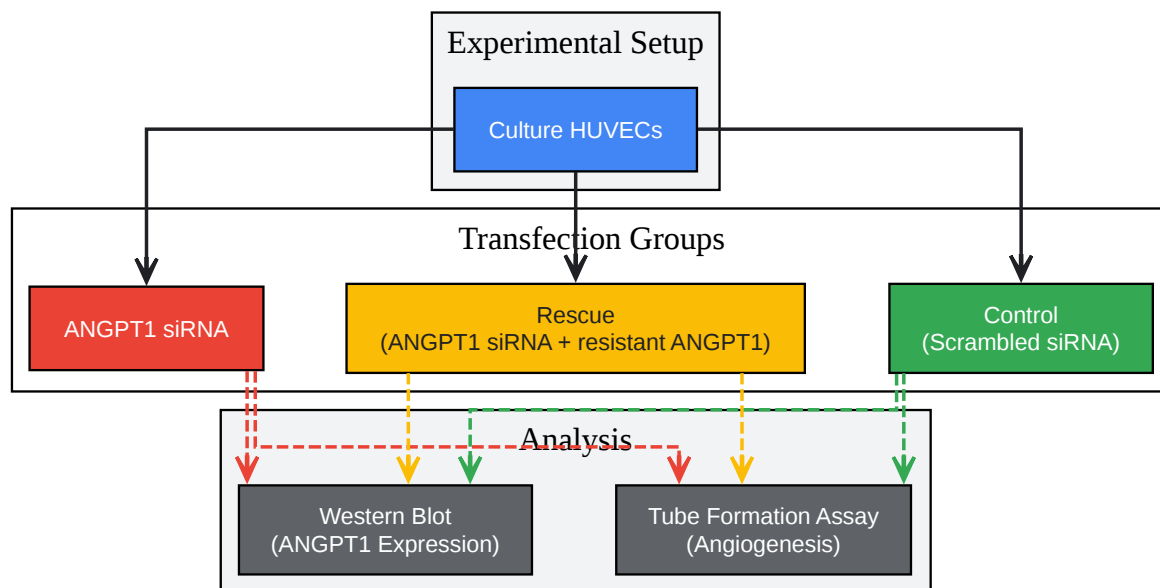 Experimental Setup
Culture HUVECs
Transfection Groups
ANGPT1 siRNA
Rescue
(ANGPT1 siRNA + resistant ANGPT1)
Control
(Scrambled siRNA)
Analysis
Western Blot
(ANGPT1 Expression)
Tube Formation Assay
(Angiogenesis)